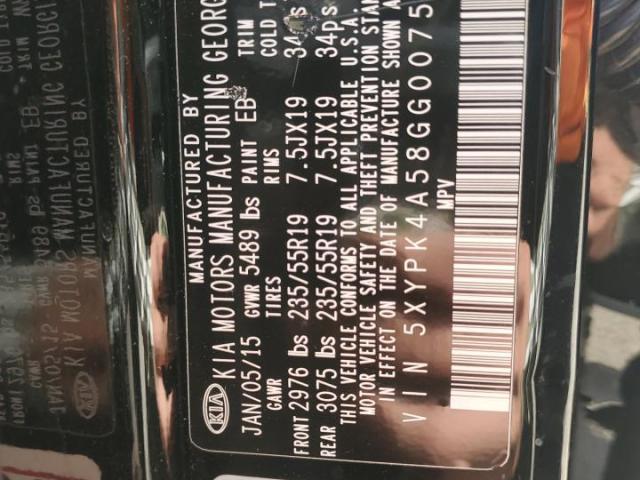 MANUFACTURED BY
KIA KIA MOTORS MANUFACTURING GEORG
JAN/05/15 GVWR 5489 lbs PAINT EB TRIM
GAWR TIRES RIMS COLD T
FRONT 2976 lbs 235/55R19 7.5JX19 34ps
REAR 3075 lbs 235/55R19 7.5JX19 34ps
THIS VEHICLE CONFORMS TO ALL APPLICABLE U.S.A.
MOTOR VEHICLE SAFETY AND THEFT PREVENTION STAN
IN EFFECT ON THE DATE OF MANUFACTURE SHOWN A
VIN 5XYPK4A58GG0075
MPV